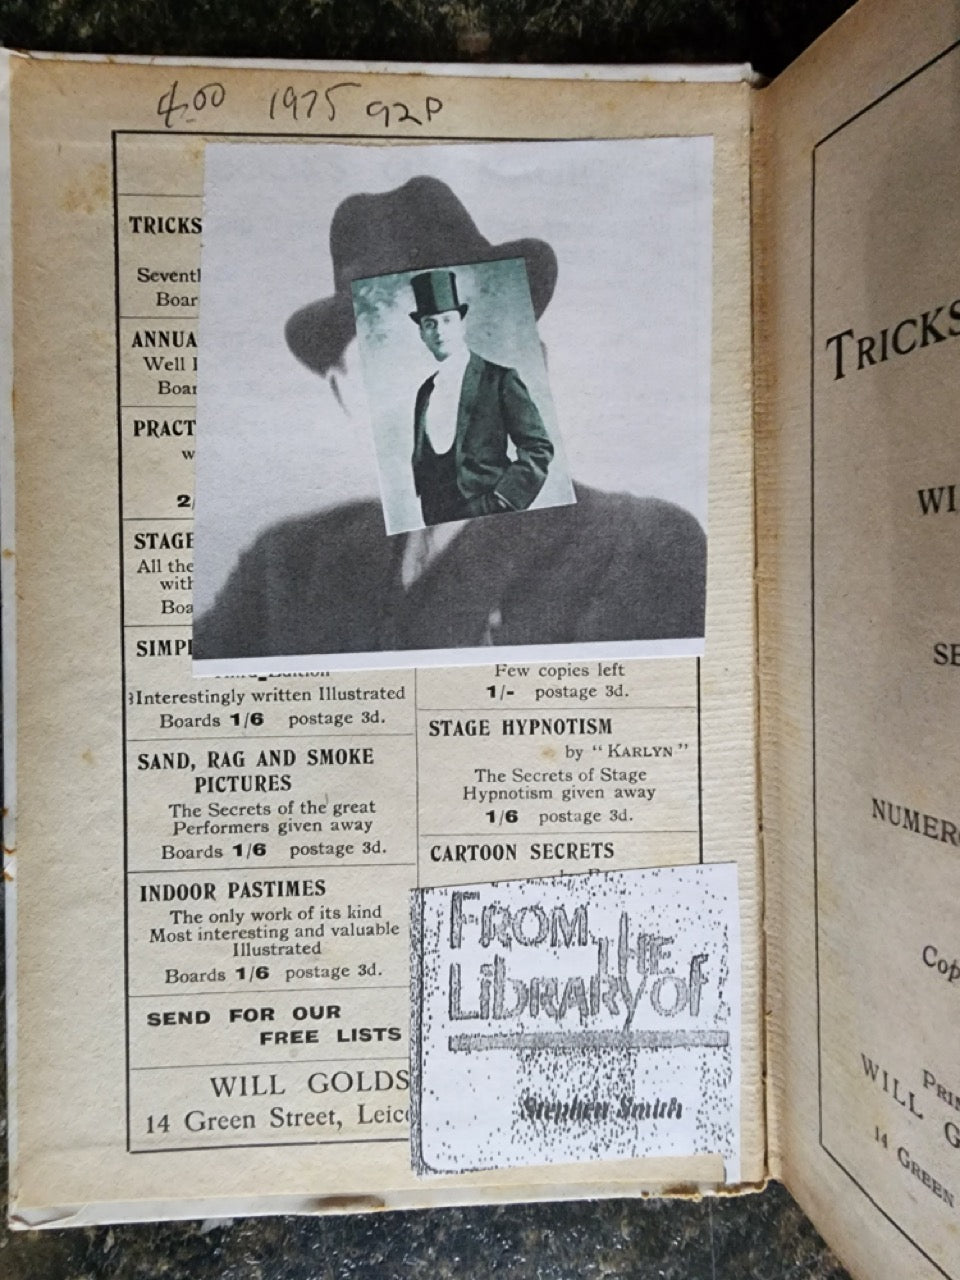 4.00 1975 92P
TRICKS
Boar
ANNUA
Well
Boar
PRACT
w
2/
STAGE
All the
with
Boa
SIMPL
Interestingly written Illustrated
Boards 1/6 postage 3d.
SAND, RAG AND SMOKE
PICTURES
The Secrets of the great
Performers given away
Boards 1/6 postage 3d.
INDOOR PASTIMES
The only work of its kind
Most interesting and valuable
Illustrated
Boards 1/6 postage 3d.
SEND FOR OUR
FREE LISTS
WILL GOLDS
14 Green Street, Leic
Few copies left
1/- postage 3d.
STAGE HYPNOTISM
by "KARLYN"
The Secrets of Stage
Hypnotism given away
1/6 postage 3d.
CARTOON SECRETS
FROM THE
LIBRARY of
Stephen Smith
TRICKS
WI
SE
NUMER
Cop
PRIN
WILL G
14 GREEN